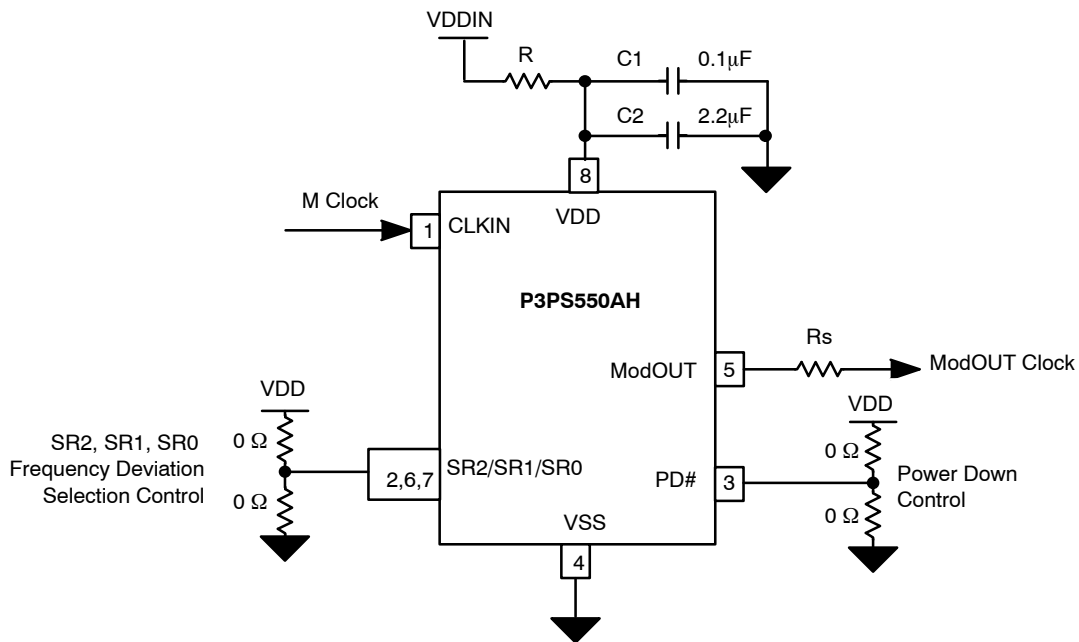 VDDIN
R
C1 0.1μF
C2 2.2μF
8
VDD
M Clock
1 CLKIN
P3PS550AH
Rs
ModOUT 5 ModOUT Clock
VDD
0 Ω
SR2, SR1, SR0
Frequency Deviation
Selection Control
0 Ω
2,6,7 SR2/SR1/SR0
VDD
0 Ω
PD# 3
0 Ω
Power Down
Control
VSS
4